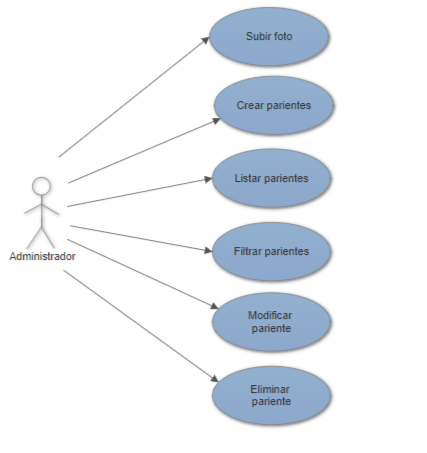 Subir foto
Crear parientes
Listar parientes
Administrador
Filtrar parientes
Modificar
pariente
Eliminar
pariente